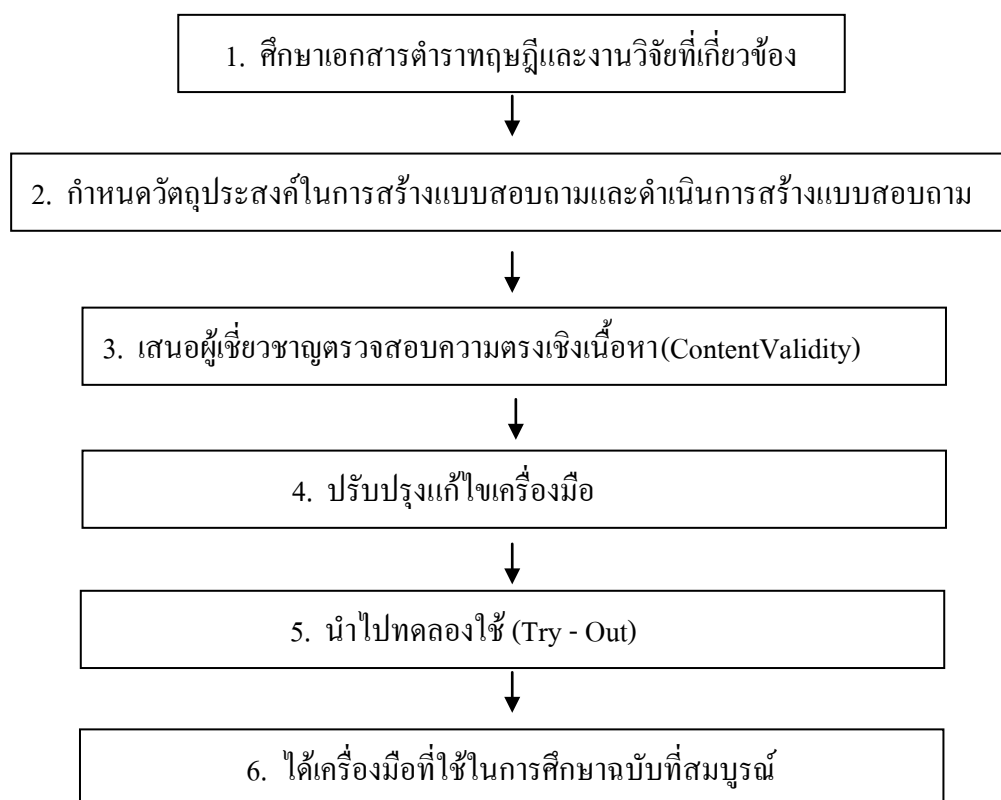 1. ศึกษาเอกสารตำราทฤษฎีและงานวิจัยที่เกี่ยวข้อง
2. กำหนดวัตถุประสงค์ในการสร้างแบบสอบถามและดำเนินการสร้างแบบสอบถาม
3. เสนอผู้เชี่ยวชาญตรวจสอบความตรงเชิงเนื้อหา(ContentValidity)
4. ปรับปรุงแก้ไขเครื่องมือ
5. นำไปทดลองใช้ (Try - Out)
6. ได้เครื่องมือที่ใช้ในการศึกษาฉบับที่สมบูรณ์